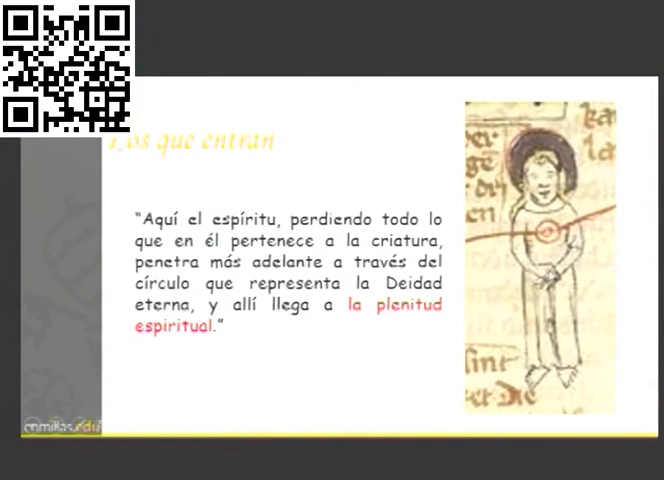 Los que entran
“Aquí el espíritu, perdiendo todo lo
que en él pertenece a la criatura,
penetra más adelante a través del
círculo que representa la Deidad
eterna, y allí llega a la plenitud
espiritual.”
comillas.edu